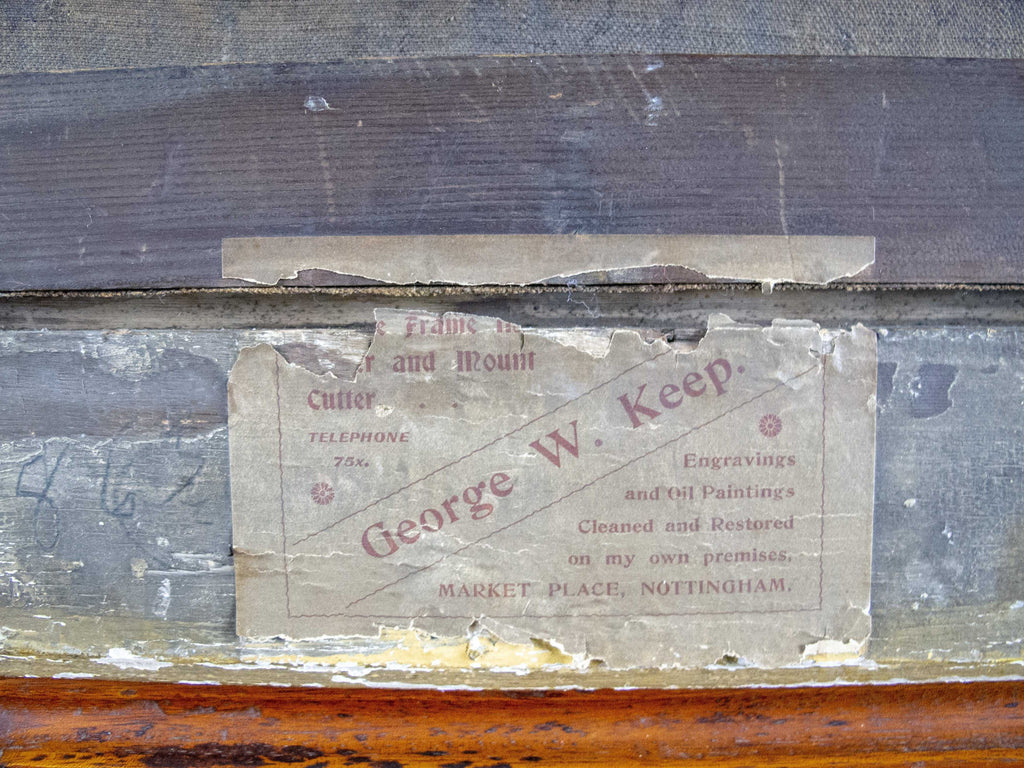 e Frame
r and Mount
Cutter . .
TELEPHONE
75x.
George W. Keep.
Engravings
and Oil Paintings
Cleaned and Restored
on my own premises.
MARKET PLACE, NOTTINGHAM.